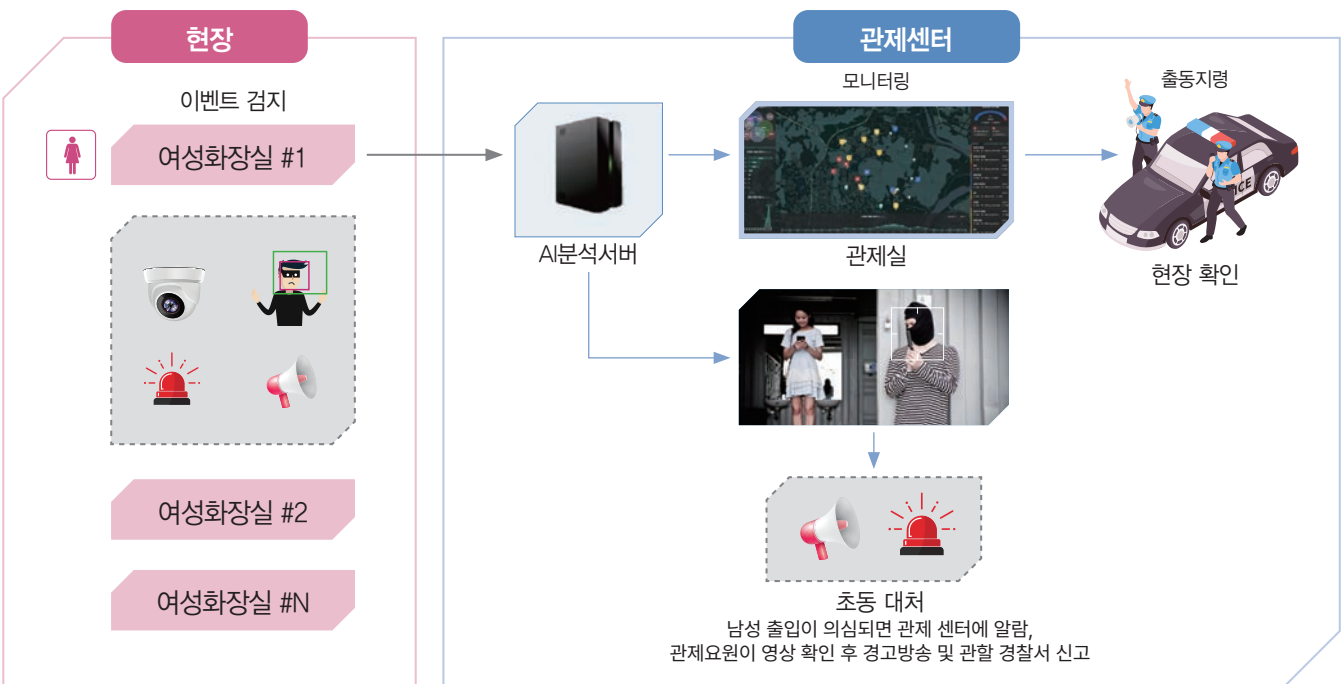 현장
관제센터
이벤트 검지
여성화장실 #1
여성화장실 #2
여성화장실 #N
AI분석서버
모니터링
관제실
출동지령
현장 확인
초동 대처
남성 출입이 의심되면 관제 센터에 알람,
관제요원이 영상 확인 후 경고방송 및 관할 경찰서 신고